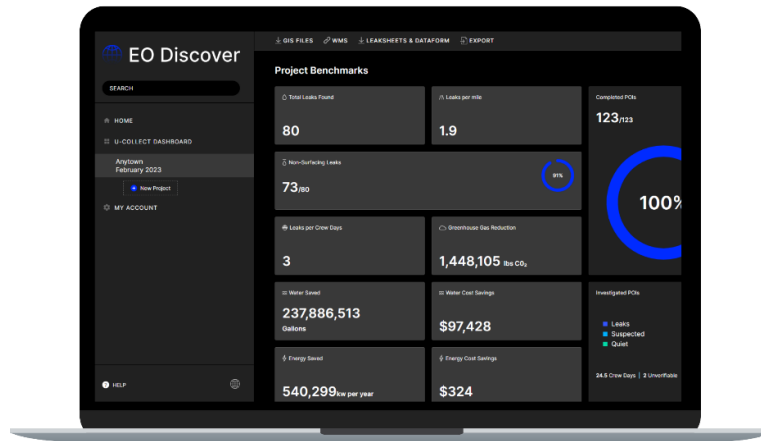 EO Discover
SEARCH
HOME
U-COLLECT DASHBOARD
Anytown
February 2023
New Project
MY ACCOUNT
HELP
GIS FILES WMS LEAKSHEETS & DATAFORM EXPORT
Project Benchmarks
Total Leaks Found
80
Leaks per mile
1.9
Non-Surfacing Leaks
73/80
91%
Leaks per Crew Days
3
Greenhouse Gas Reduction
1,448,105 lbs CO₂
Water Saved
237,886,513
Gallons
Water Cost Savings
$97,428
Energy Saved
540,299kw per year
Energy Cost Savings
$324
Completed POIs
123/123
100%
Investigated POIs
Leaks
Suspected
Quiet
24.5 Crew Days | 2 Unverifiable